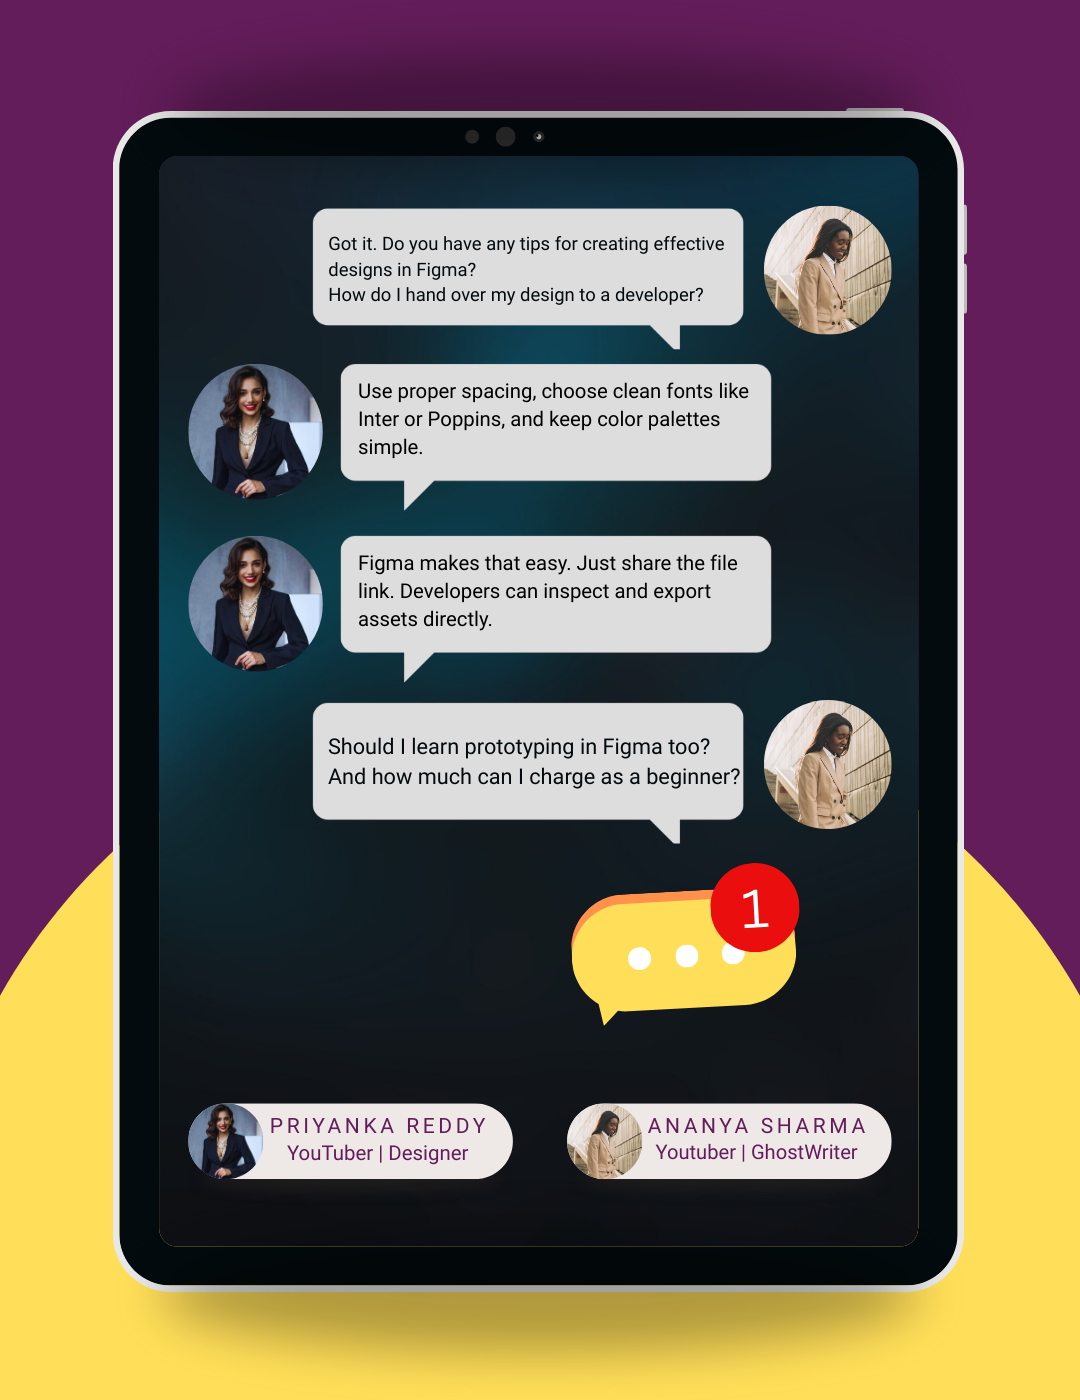 Got it. Do you have any tips for creating effective
designs in Figma?
How do I hand over my design to a developer?
Use proper spacing, choose clean fonts like
Inter or Poppins, and keep color palettes
simple.
Figma makes that easy. Just share the file
link. Developers can inspect and export
assets directly.
Should I learn prototyping in Figma too?
And how much can I charge as a beginner?
1
PRIYANKA REDDY
YouTuber | Designer
ANANYA SHARMA
Youtuber | GhostWriter